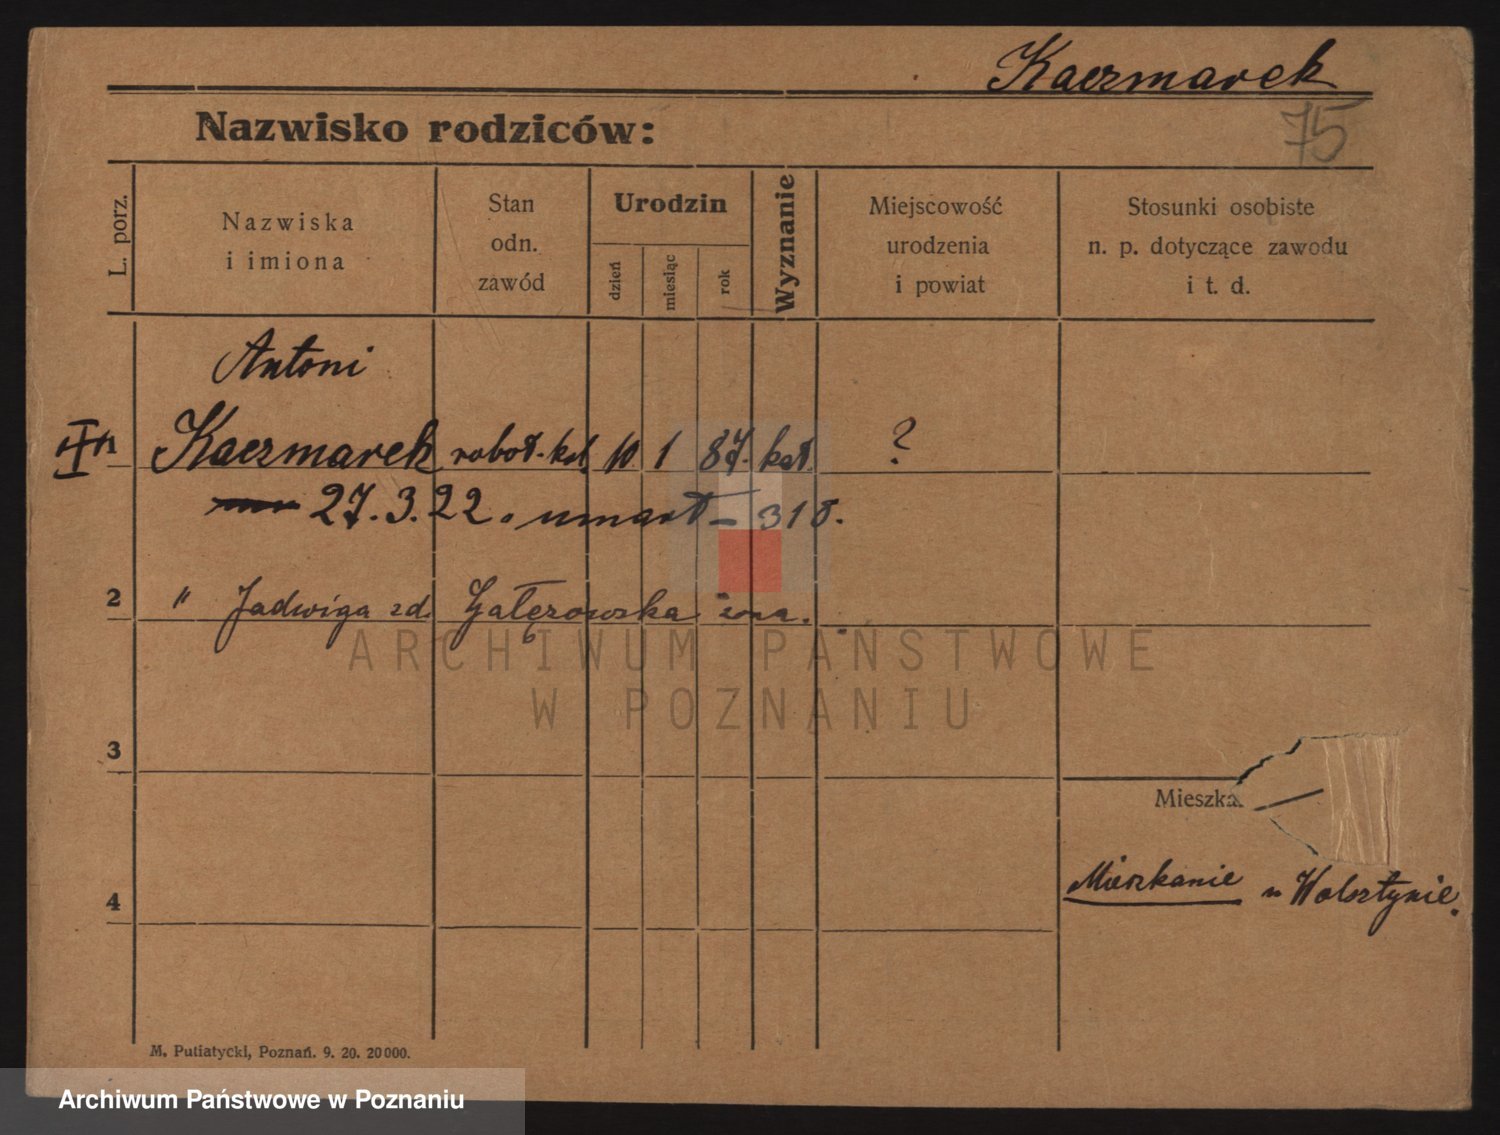 Kaczmarek
75
Nazwisko rodziców:
L. porz.
Nazwiska
i imiona
Stan
odn.
zawód
Urodzin
dzień
miesiąc
rok
Wyznanie
Miejscowość
urodzenia
i powiat
Stosunki osobiste
n. p. dotyczące zawodu
i t. d.
Antoni
Kaczmarek robot. kol. 10 1 87. kat. ?
27.3.22. umarł – 318.
2 " Jadwiga zd. Gałęzowska żona.
ARCHIWUM PAŃSTWOWE
W POZNANIU
3
Mieszka
4
Mieszkanie w Wolsztynie.
M. Putiatycki, Poznań. 9. 20. 20000.
Archiwum Państwowe w Poznaniu